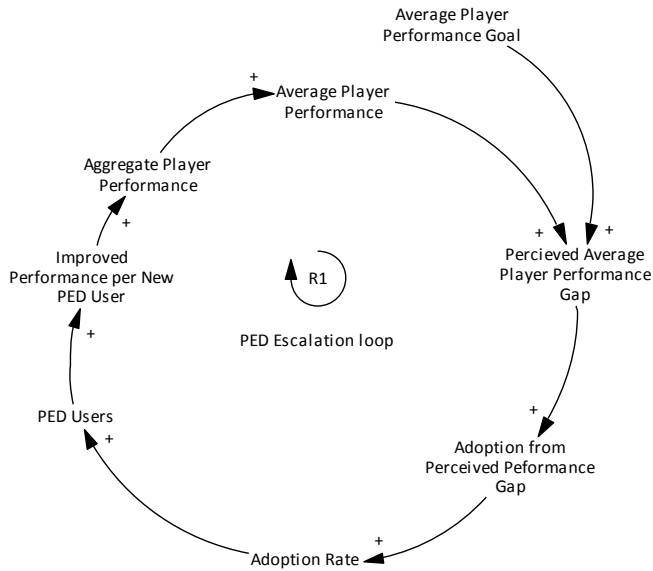 Average Player
Performance Goal
+
Average Player
Performance
Aggregate Player
Performance
+
+
+
Improved
Performance per New
PED User
Percieved Average
Player Performance
Gap
R1
+
PED Escalation loop
PED Users
+
+
Adoption from
Perceived Peformance
Gap
+
Adoption Rate